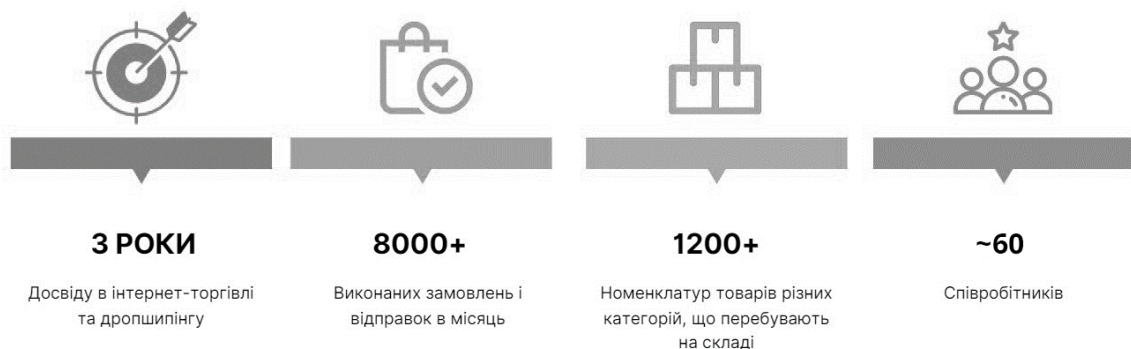 3 РОКИ
Досвіду в інтернет-торгівлі
та дропшипінгу
8000+
Виконаних замовлень і
відправок в місяць
1200+
Номенклатур товарів різних
категорій, що перебувають
на складі
~60
Співробітників